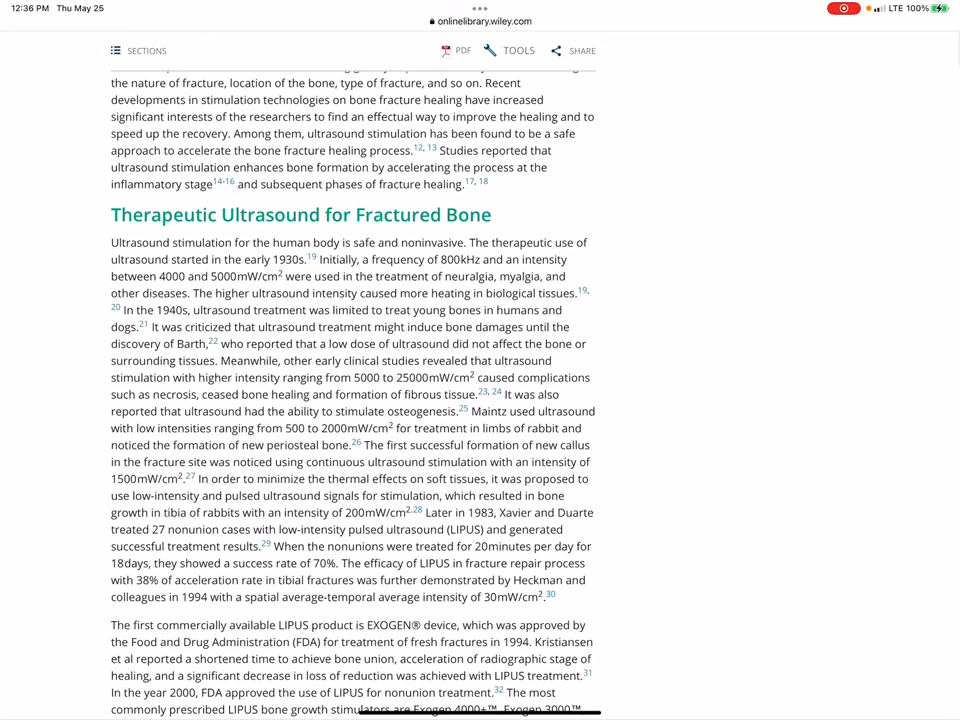 12:36 PM Thu May 25
LTE 100%
onlinelibrary.wiley.com
SECTIONS PDF TOOLS SHARE
the nature of fracture, location of the bone, type of fracture, and so on. Recent
developments in stimulation technologies on bone fracture healing have increased
significant interests of the researchers to find an effectual way to improve the healing and to
speed up the recovery. Among them, ultrasound stimulation has been found to be a safe
approach to accelerate the bone fracture healing process.12, 13 Studies reported that
ultrasound stimulation enhances bone formation by accelerating the process at the
inflammatory stage14-16 and subsequent phases of fracture healing.17, 18
Therapeutic Ultrasound for Fractured Bone
Ultrasound stimulation for the human body is safe and noninvasive. The therapeutic use of
ultrasound started in the early 1930s.19 Initially, a frequency of 800kHz and an intensity
between 4000 and 5000mW/cm2 were used in the treatment of neuralgia, myalgia, and
other diseases. The higher ultrasound intensity caused more heating in biological tissues.19,
20 In the 1940s, ultrasound treatment was limited to treat young bones in humans and
dogs.21 It was criticized that ultrasound treatment might induce bone damages until the
discovery of Barth,22 who reported that a low dose of ultrasound did not affect the bone or
surrounding tissues. Meanwhile, other early clinical studies revealed that ultrasound
stimulation with higher intensity ranging from 5000 to 25000mW/cm2 caused complications
such as necrosis, ceased bone healing and formation of fibrous tissue.23, 24 It was also
reported that ultrasound had the ability to stimulate osteogenesis.25 Maintz used ultrasound
with low intensities ranging from 500 to 2000mW/cm2 for treatment in limbs of rabbit and
noticed the formation of new periosteal bone.26 The first successful formation of new callus
in the fracture site was noticed using continuous ultrasound stimulation with an intensity of
1500mW/cm2.27 In order to minimize the thermal effects on soft tissues, it was proposed to
use low-intensity and pulsed ultrasound signals for stimulation, which resulted in bone
growth in tibia of rabbits with an intensity of 200mW/cm2.28 Later in 1983, Xavier and Duarte
treated 27 nonunion cases with low-intensity pulsed ultrasound (LIPUS) and generated
successful treatment results.29 When the nonunions were treated for 20minutes per day for
18days, they showed a success rate of 70%. The efficacy of LIPUS in fracture repair process
with 38% of acceleration rate in tibial fractures was further demonstrated by Heckman and
colleagues in 1994 with a spatial average-temporal average intensity of 30mW/cm2.30
The first commercially available LIPUS product is EXOGEN® device, which was approved by
the Food and Drug Administration (FDA) for treatment of fresh fractures in 1994. Kristiansen
et al reported a shortened time to achieve bone union, acceleration of radiographic stage of
healing, and a significant decrease in loss of reduction was achieved with LIPUS treatment.31
In the year 2000, FDA approved the use of LIPUS for nonunion treatment.32 The most
commonly prescribed LIPUS bone growth stimulators are Exogen 4000+™, Exogen 3000™